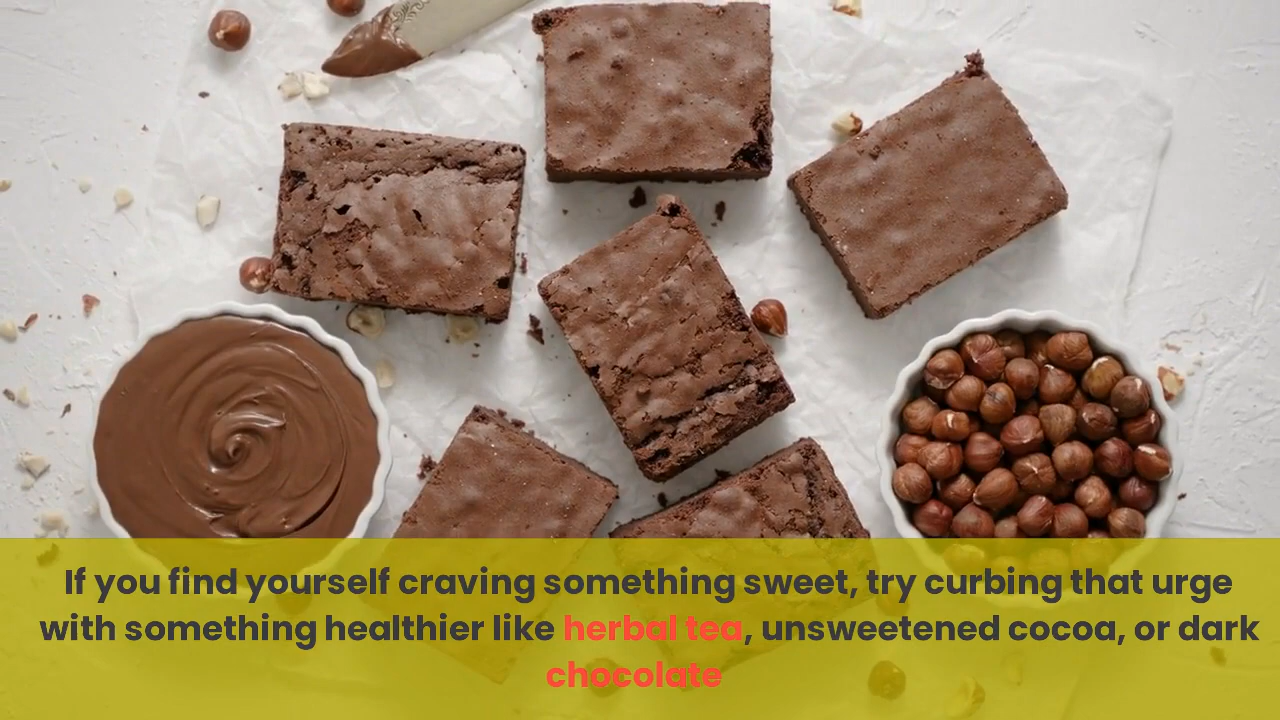 If you find yourself craving something sweet, try curbing that urge
with something healthier like herbal tea, unsweetened cocoa, or dark
chocolate